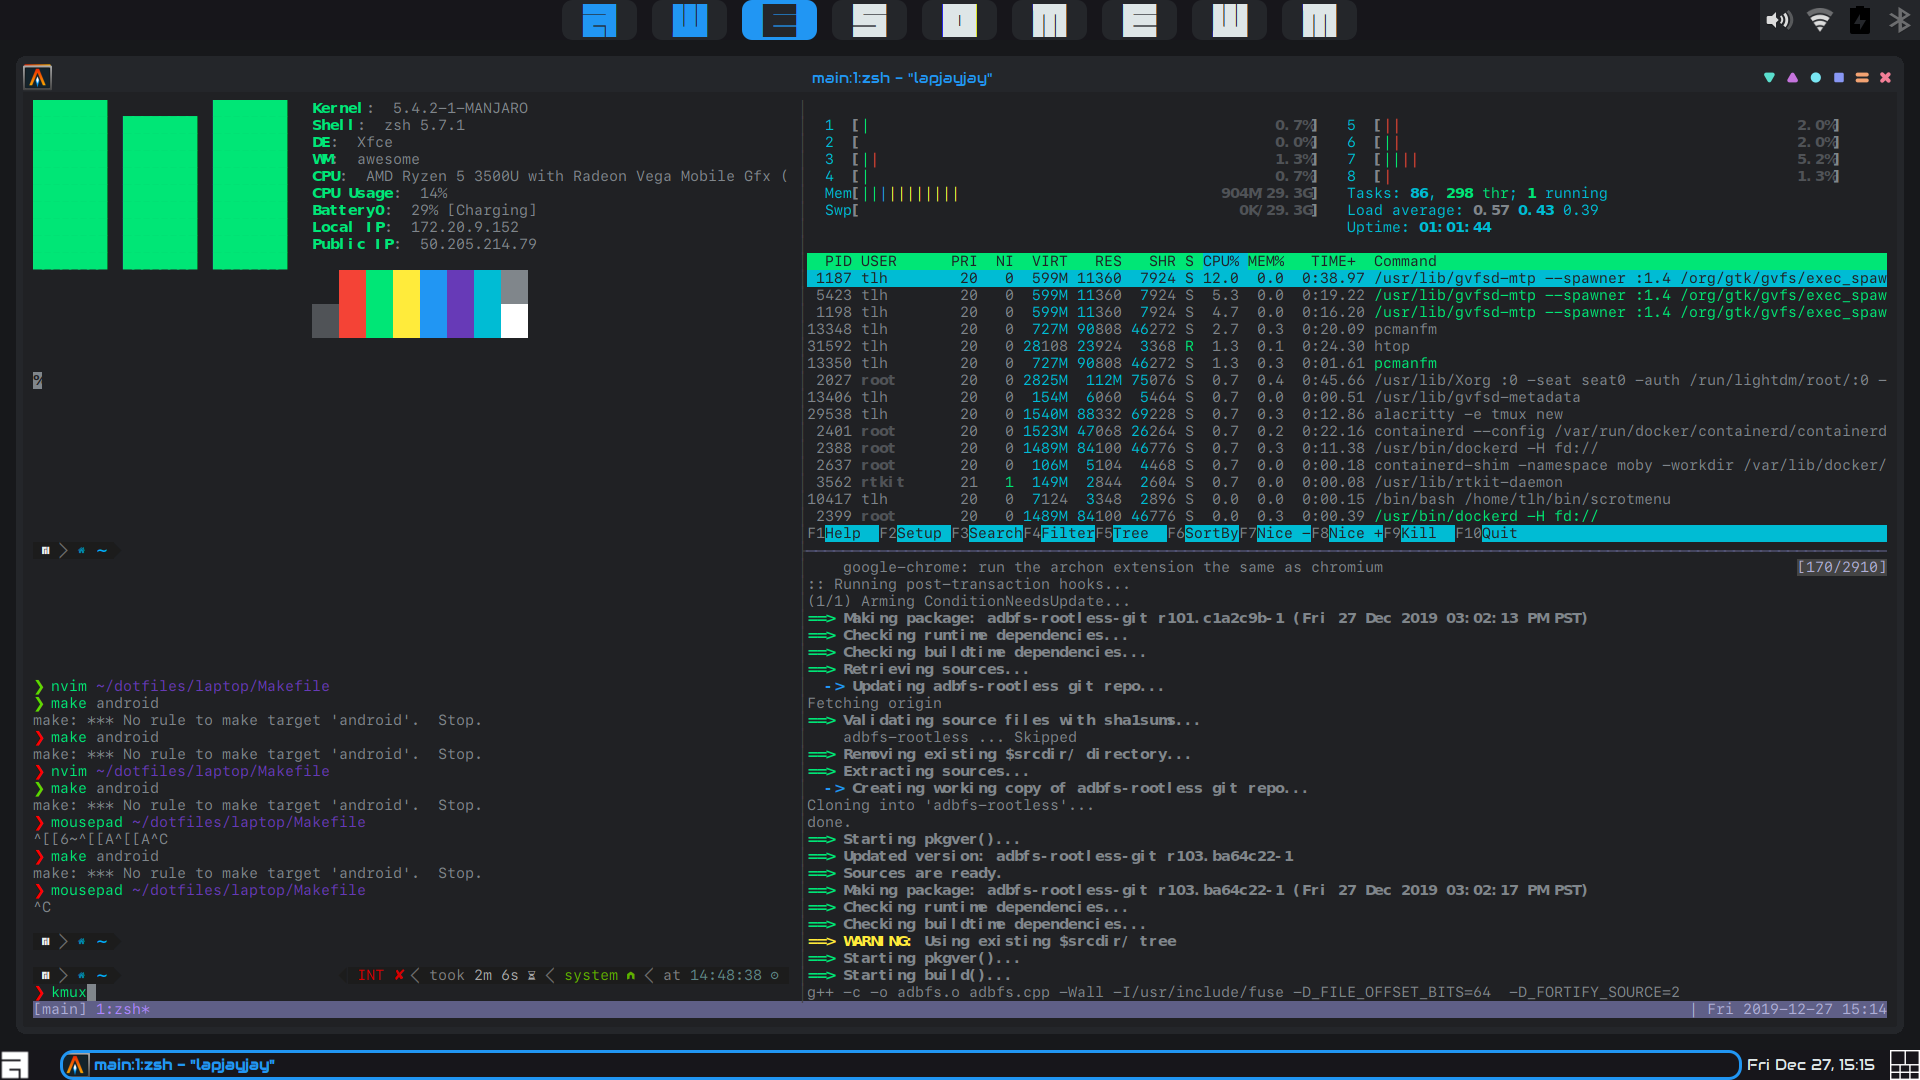 main:1:zsh - "lapjayjay"
Kernel: 5.4.2-1-MANJARO
Shell: zsh 5.7.1
DE: Xfce
WM: awesome
CPU: AMD Ryzen 5 3500U with Radeon Vega Mobile Gfx (
CPU Usage: 14%
Battery0: 29% [Charging]
Local IP: 172.20.9.152
Public IP: 50.205.214.79
%
~
❯ nvim ~/dotfiles/laptop/Makefile
❯ make android
make: *** No rule to make target 'android'.  Stop.
❯ make android
make: *** No rule to make target 'android'.  Stop.
❯ nvim ~/dotfiles/laptop/Makefile
❯ make android
make: *** No rule to make target 'android'.  Stop.
❯ mousepad ~/dotfiles/laptop/Makefile
^[[6~^[[A^[[A^C
❯ make android
make: *** No rule to make target 'android'.  Stop.
❯ mousepad ~/dotfiles/laptop/Makefile
^C
~
~ INT ✘ took 2m 6s system at 14:48:38
❯ kmux
1 [| 0.7%] 5 [|| 2.0%]
2 [ 0.0%] 6 [|| 2.0%]
3 [|| 1.3%] 7 [|||| 5.2%]
4 [| 0.7%] 8 [| 1.3%]
Mem[||||||||||| 904M/29.3G] Tasks: 86, 298 thr; 1 running
Swp[ 0K/29.3G] Load average: 0.57 0.43 0.39
Uptime: 01:01:44
PID USER PRI NI VIRT RES SHR S CPU% MEM% TIME+ Command
1187 tlh 20 0 599M 11360 7924 S 12.0 0.0 0:38.97 /usr/lib/gvfsd-mtp --spawner :1.4 /org/gtk/gvfs/exec_spaw
5423 tlh 20 0 599M 11360 7924 S 5.3 0.0 0:19.22 /usr/lib/gvfsd-mtp --spawner :1.4 /org/gtk/gvfs/exec_spaw
1198 tlh 20 0 599M 11360 7924 S 4.7 0.0 0:16.20 /usr/lib/gvfsd-mtp --spawner :1.4 /org/gtk/gvfs/exec_spaw
13348 tlh 20 0 727M 90808 46272 S 2.7 0.3 0:20.09 pcmanfm
31592 tlh 20 0 28108 23924 3368 R 1.3 0.1 0:24.30 htop
13350 tlh 20 0 727M 90808 46272 S 1.3 0.3 0:01.61 pcmanfm
2027 root 20 0 2825M 112M 75076 S 0.7 0.4 0:45.66 /usr/lib/Xorg :0 -seat seat0 -auth /run/lightdm/root/:0 -
13406 tlh 20 0 154M 6060 5464 S 0.7 0.0 0:00.51 /usr/lib/gvfsd-metadata
29538 tlh 20 0 1540M 88332 69228 S 0.7 0.3 0:12.86 alacritty -e tmux new
2401 root 20 0 1523M 47068 26264 S 0.7 0.2 0:22.16 containerd --config /var/run/docker/containerd/containerd
2388 root 20 0 1489M 84100 46776 S 0.7 0.3 0:11.38 /usr/bin/dockerd -H fd://
2637 root 20 0 106M 5104 4468 S 0.7 0.0 0:00.18 containerd-shim -namespace moby -workdir /var/lib/docker/
3562 rtkit 21 1 149M 2844 2604 S 0.7 0.0 0:00.08 /usr/lib/rtkit-daemon
10417 tlh 20 0 7124 3348 2896 S 0.0 0.0 0:00.15 /bin/bash /home/tlh/bin/scrotmenu
2399 root 20 0 1489M 84100 46776 S 0.0 0.3 0:00.39 /usr/bin/dockerd -H fd://
F1Help F2Setup F3Search F4Filter F5Tree F6SortBy F7Nice - F8Nice + F9Kill F10Quit
google-chrome: run the archon extension the same as chromium [170/2910]
:: Running post-transaction hooks...
(1/1) Arming ConditionNeedsUpdate...
==> Making package: adbfs-rootless-git r101.c1a2c9b-1 (Fri 27 Dec 2019 03:02:13 PM PST)
==> Checking runtime dependencies...
==> Checking buildtime dependencies...
==> Retrieving sources...
-> Updating adbfs-rootless git repo...
Fetching origin
==> Validating source files with sha1sums...
adbfs-rootless ... Skipped
==> Removing existing $srcdir/ directory...
==> Extracting sources...
-> Creating working copy of adbfs-rootless git repo...
Cloning into 'adbfs-rootless'...
done.
==> Starting pkgver()...
==> Updated version: adbfs-rootless-git r103.ba64c22-1
==> Sources are ready.
==> Making package: adbfs-rootless-git r103.ba64c22-1 (Fri 27 Dec 2019 03:02:17 PM PST)
==> Checking runtime dependencies...
==> Checking buildtime dependencies...
==> WARNING: Using existing $srcdir/ tree
==> Starting pkgver()...
==> Starting build()...
g++ -c -o adbfs.o adbfs.cpp -Wall -I/usr/include/fuse -D_FILE_OFFSET_BITS=64  -D_FORTIFY_SOURCE=2
[main] 1:zsh* | Fri 2019-12-27 15:14
main:1:zsh - "lapjayjay" Fri Dec 27, 15:15